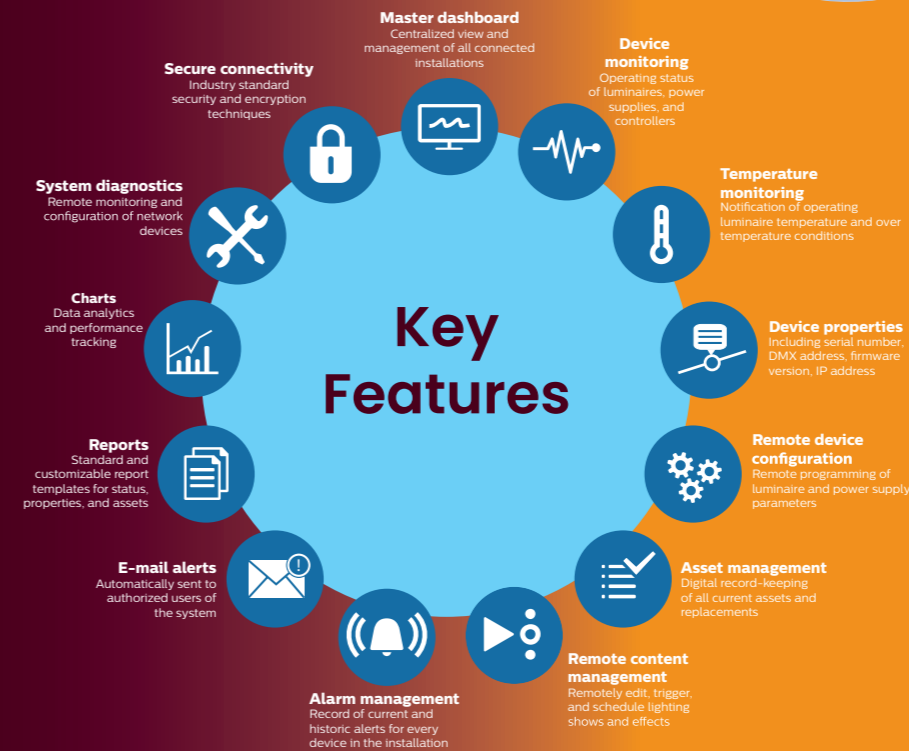 Master dashboard
Centralized view and
management of all connected
installations
Device
monitoring
Operating status
of luminaires, power
supplies, and
controllers
Temperature
monitoring
Notification of operating
luminaire temperature and over
temperature conditions
Device properties
Including serial number,
DMX address, firmware
version, IP address
Remote device
configuration
Remote programming of
luminaire and power supply
parameters
Asset management
Digital record-keeping
of all current assets and
replacements
Remote content
management
Remotely edit, trigger,
and schedule lighting
shows and effects
Alarm management
Record of current and
historic alerts for every
device in the installation
E-mail alerts
Automatically sent to
authorized users of
the system
Reports
Standard and
customizable report
templates for status,
properties, and assets
Charts
Data analytics
and performance
tracking
System diagnostics
Remote monitoring and
configuration of network
devices
Secure connectivity
Industry standard
security and encryption
techniques
Key
Features